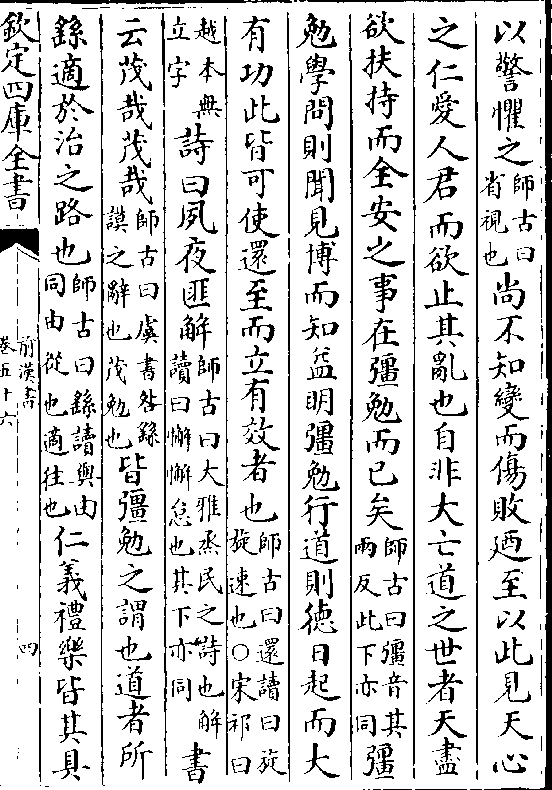 以警懼之師古曰省視也尚不知變而傷敗廼至以此見天心
之仁愛人君而欲止其亂也自非大亡道之世者天盡
欲扶持而全安之事在彊勉而已矣師古曰彊音其兩反此下亦同彊
勉學問則聞見博而知益明彊勉行道則德日起而大
有功此皆可使還至而立有效者也師古曰還讀曰旋旋速也○宋祁曰
越本無立字詩曰夙夜匪解師古曰大雅烝民之詩也解讀曰懈懈怠也其下亦同書
云茂哉茂哉師古曰虞書咎繇謨之辭也茂勉也皆彊勉之謂也道者所
繇適於治之路也師古曰繇讀與由同由從也適往也仁義禮樂皆其具
欽定四庫全書
前漢書
卷五十六
四